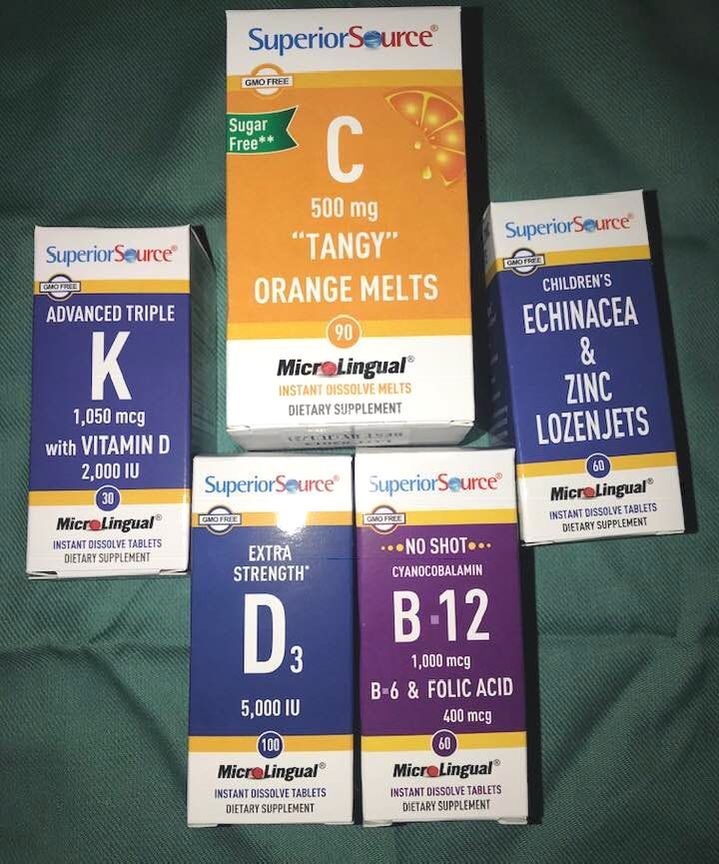 SuperiorSource®
GMO FREE
Sugar
Free**
C
500 mg
"TANGY"
ORANGE MELTS
90
MicroLingual®
INSTANT DISSOLVE MELTS
DIETARY SUPPLEMENT
SuperiorSource®
GMO FREE
ADVANCED TRIPLE
K
1,050 mcg
with VITAMIN D
2,000 IU
30
MicroLingual®
INSTANT DISSOLVE TABLETS
DIETARY SUPPLEMENT
SuperiorSource®
GMO FREE
CHILDREN'S
ECHINACEA
&
ZINC
LOZENJETS
60
MicroLingual®
INSTANT DISSOLVE TABLETS
DIETARY SUPPLEMENT
SuperiorSource®
GMO FREE
EXTRA
STRENGTH*
D3
5,000 IU
100
MicroLingual®
INSTANT DISSOLVE TABLETS
DIETARY SUPPLEMENT
SuperiorSource®
GMO FREE
NO SHOT
CYANOCOBALAMIN
B-12
1,000 mcg
B-6 & FOLIC ACID
400 mcg
60
MicroLingual®
INSTANT DISSOLVE TABLETS
DIETARY SUPPLEMENT